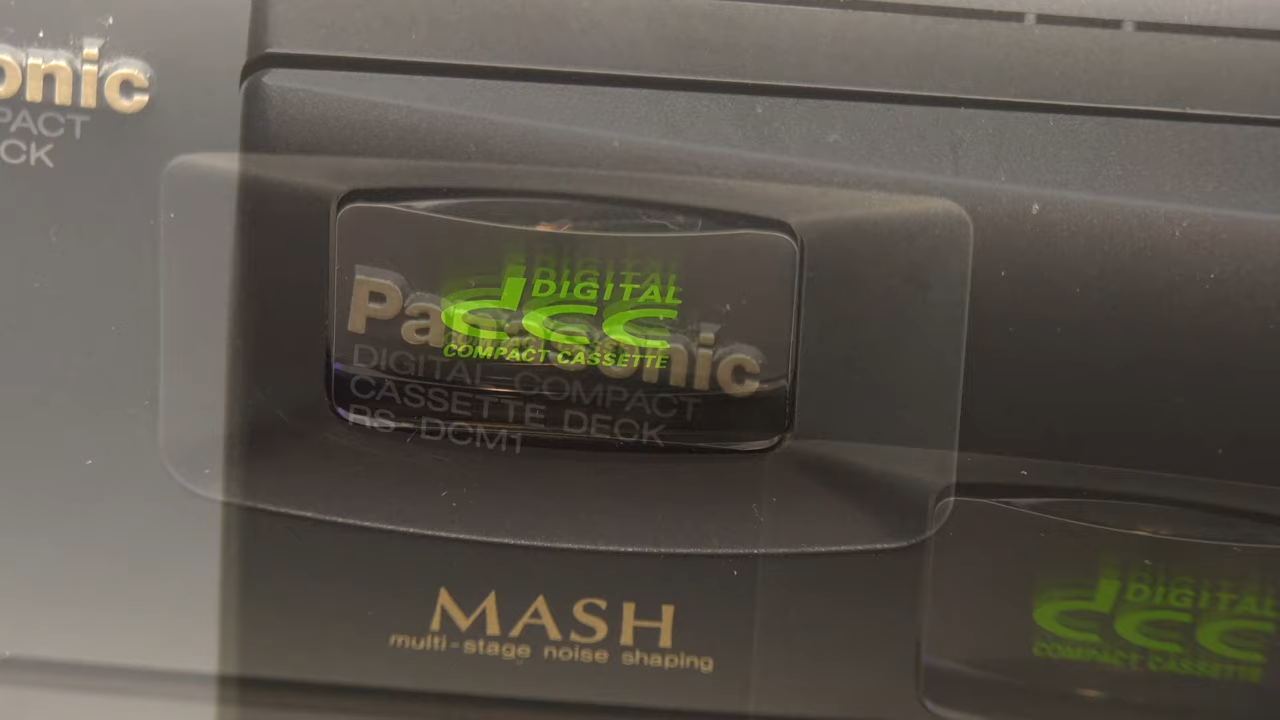 onic
PACT
CK
DIGITAL
dcc
COMPACT CASSETTE
Panasonic
DIGITAL COMPACT
CASSETTE DECK
RS-DCM1
MASH
multi-stage noise shaping
DIGITAL
dcc
COMPACT CASSETTE